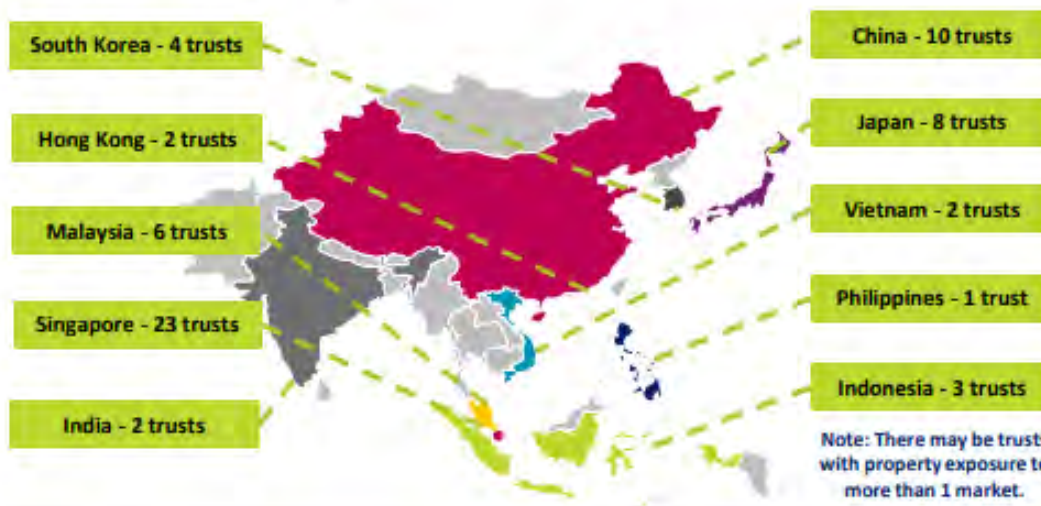 South Korea - 4 trusts
Hong Kong - 2 trusts
Malaysia - 6 trusts
Singapore - 23 trusts
India - 2 trusts
China - 10 trusts
Japan - 8 trusts
Vietnam - 2 trusts
Philippines - 1 trust
Indonesia - 3 trusts
Note: There may be trust
with property exposure to
more than 1 market.